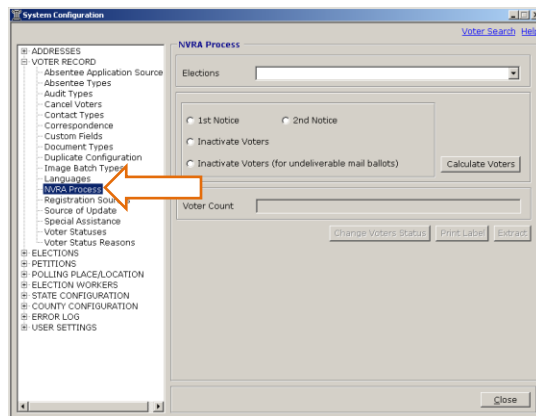 System Configuration
Voter Search Help
ADDRESSES
VOTER RECORD
Absentee Application Source
Absentee Types
Audit Types
Cancel Voters
Contact Types
Correspondence
Custom Fields
Document Types
Duplicate Configuration
Image Batch Types
Languages
NVRA Process
Registration Sources
Source of Update
Special Assistance
Voter Statuses
Voter Status Reasons
ELECTIONS
PETITIONS
POLLING PLACE/LOCATION
ELECTION WORKERS
STATE CONFIGURATION
COUNTY CONFIGURATION
ERROR LOG
USER SETTINGS
NVRA Process
Elections
1st Notice 2nd Notice
Inactivate Voters
Inactivate Voters (for undeliverable mail ballots)
Calculate Voters
Voter Count
Change Voters Status Print Label Extract
Close